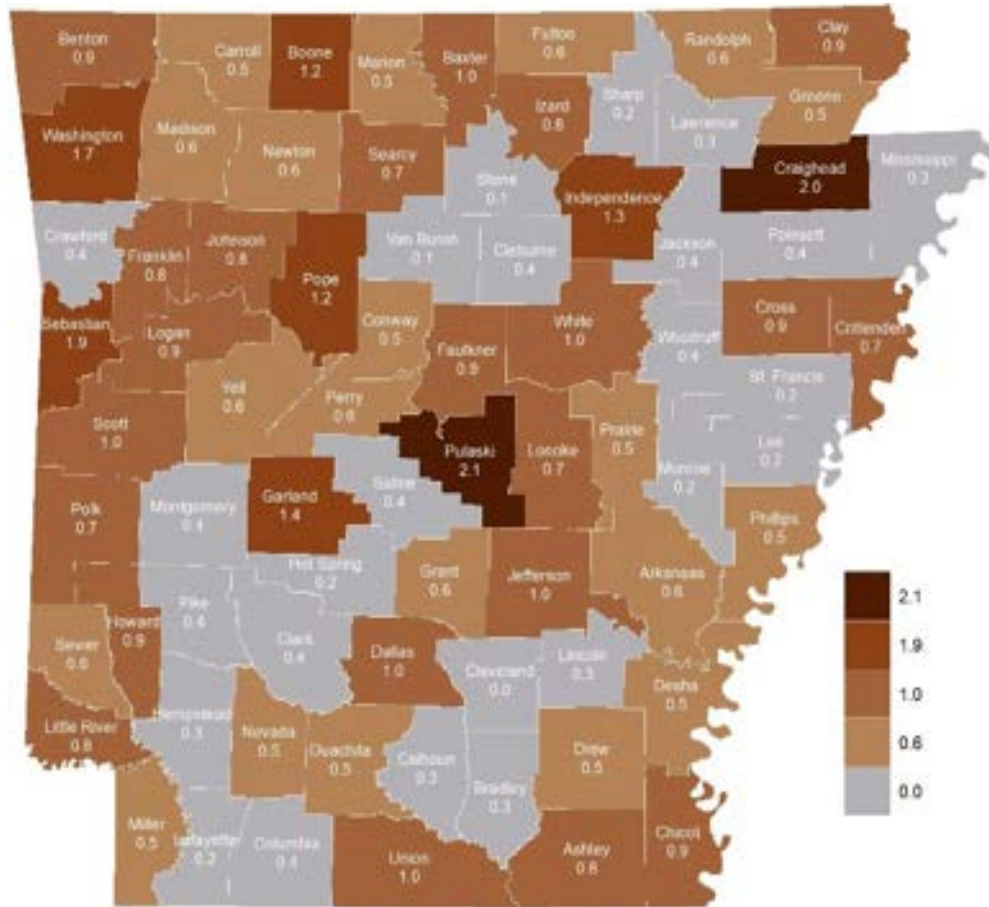 Benton
0.9
Carroll
0.5
Boone
1.2
Marion
0.5
Baxter
1.0
Fulton
0.6
Randolph
0.6
Clay
0.9
Sharp
0.2
Izard
0.8
Lawrence
0.3
Greene
0.5
Washington
1.7
Madison
0.6
Newton
0.6
Searcy
0.7
Stone
0.1
Independence
1.3
Craighead
2.0
Mississippi
0.3
Crawford
0.4
Franklin
0.8
Johnson
0.8
Pope
1.2
Van Buren
0.1
Cleburne
0.4
Jackson
0.4
Poinsett
0.4
Sebastian
1.9
Logan
0.9
Conway
0.5
Faulkner
0.9
White
1.0
Woodruff
0.4
Cross
0.9
Crittenden
0.7
Yell
0.6
Perry
0.6
St. Francis
0.2
Scott
1.0
Pulaski
2.1
Lonoke
0.7
Prairie
0.5
Lee
0.2
Monroe
0.2
Polk
0.7
Montgomery
0.4
Garland
1.4
Saline
0.4
Phillips
0.5
Hot Spring
0.2
Grant
0.6
Jefferson
1.0
Arkansas
0.6
Pike
0.4
Howard
0.9
Sevier
0.6
Clark
0.4
Dallas
1.0
Cleveland
0.0
Lincoln
0.3
Desha
0.5
Little River
0.8
Hempstead
0.3
Nevada
0.5
Ouachita
0.5
Calhoun
0.3
Bradley
0.3
Drew
0.5
Miller
0.5
Lafayette
0.2
Columbia
0.4
Union
1.0
Ashley
0.8
Chicot
0.9
2.1
1.9
1.0
0.6
0.0